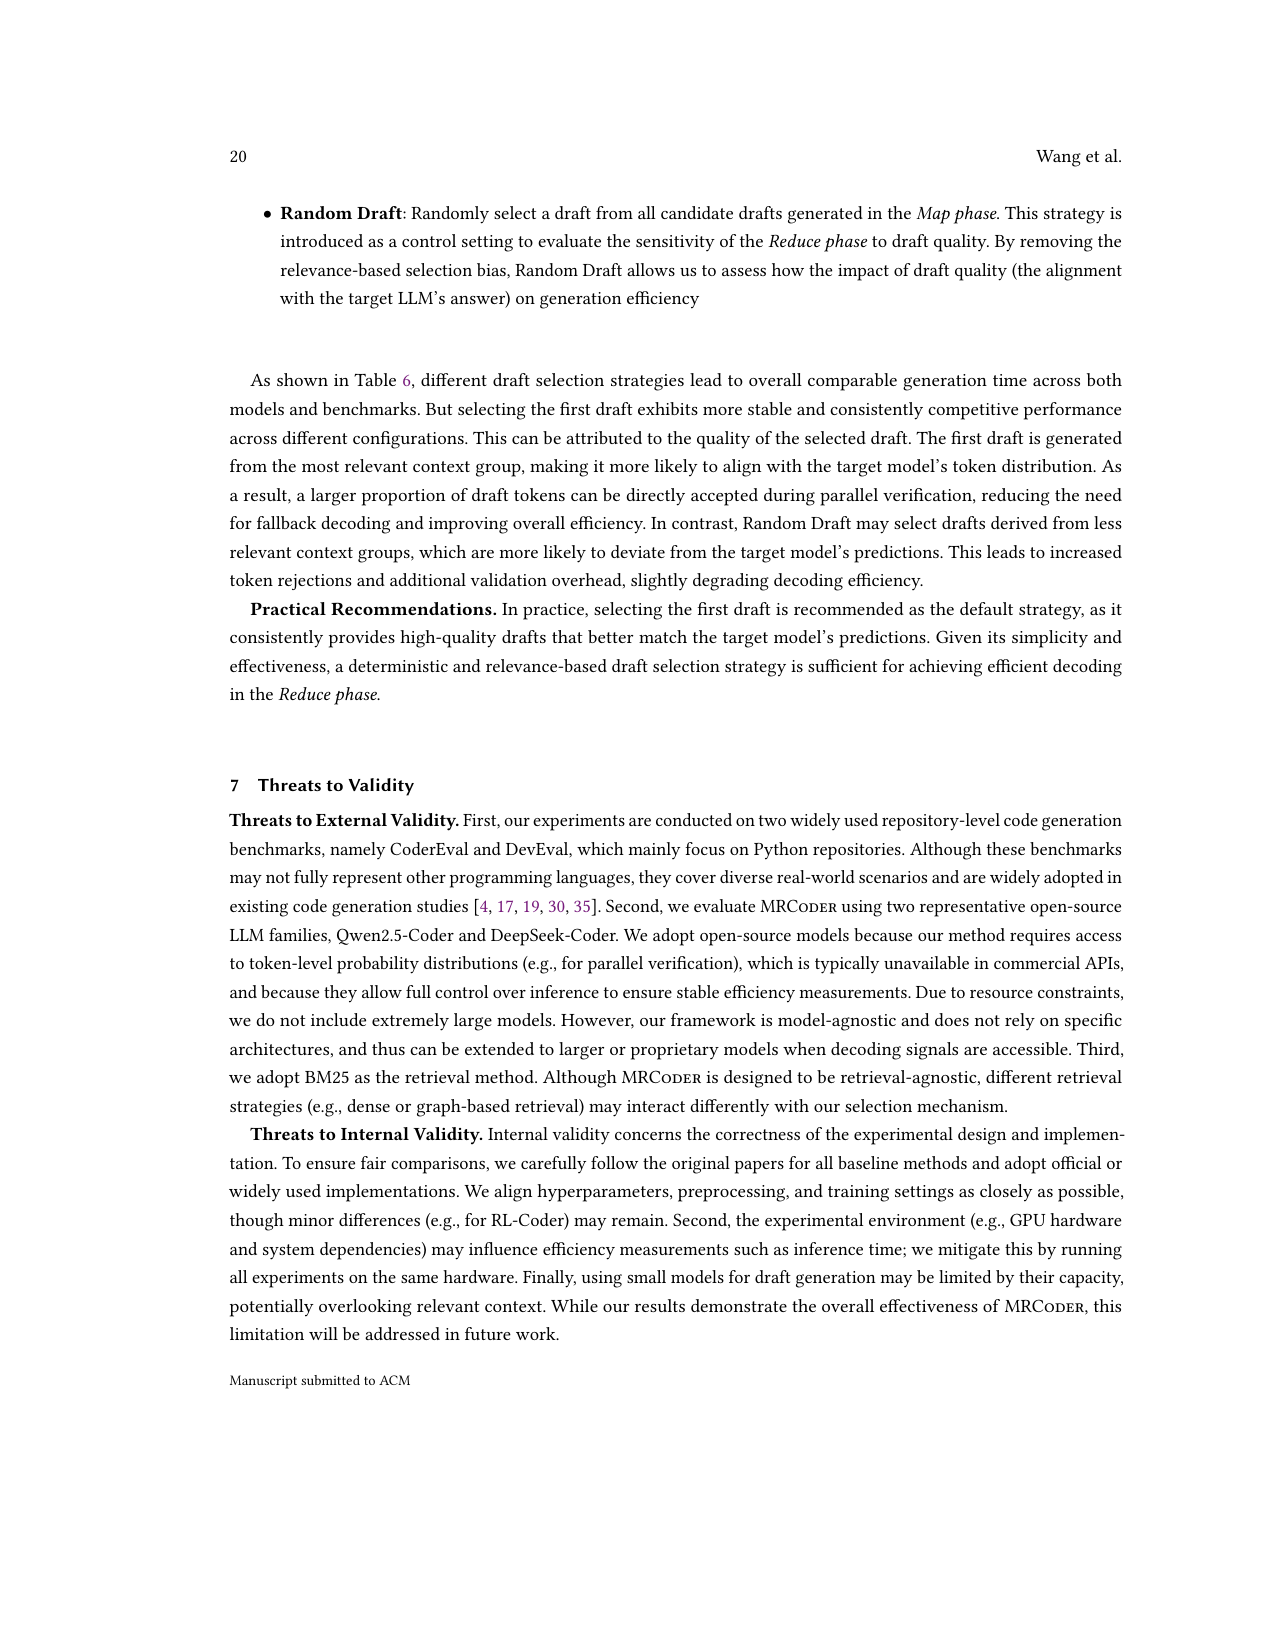 20
Wang et al.
• Random Draft: Randomly select a draft from all candidate drafts generated in the Map phase. This strategy is
introduced as a control setting to evaluate the sensitivity of the Reduce phase to draft quality. By removing the
relevance-based selection bias, Random Draft allows us to assess how the impact of draft quality (the alignment
with the target LLM's answer) on generation efficiency
As shown in Table 6, different draft selection strategies lead to overall comparable generation time across both
models and benchmarks. But selecting the first draft exhibits more stable and consistently competitive performance
across different configurations. This can be attributed to the quality of the selected draft. The first draft is generated
from the most relevant context group, making it more likely to align with the target model's token distribution. As
a result, a larger proportion of draft tokens can be directly accepted during parallel verification, reducing the need
for fallback decoding and improving overall efficiency. In contrast, Random Draft may select drafts derived from less
relevant context groups, which are more likely to deviate from the target model's predictions. This leads to increased
token rejections and additional validation overhead, slightly degrading decoding efficiency.
Practical Recommendations. In practice, selecting the first draft is recommended as the default strategy, as it
consistently provides high-quality drafts that better match the target model's predictions. Given its simplicity and
effectiveness, a deterministic and relevance-based draft selection strategy is sufficient for achieving efficient decoding
in the Reduce phase.
7 Threats to Validity
Threats to External Validity. First, our experiments are conducted on two widely used repository-level code generation
benchmarks, namely CoderEval and DevEval, which mainly focus on Python repositories. Although these benchmarks
may not fully represent other programming languages, they cover diverse real-world scenarios and are widely adopted in
existing code generation studies [4, 17, 19, 30, 35]. Second, we evaluate MRCoder using two representative open-source
LLM families, Qwen2.5-Coder and DeepSeek-Coder. We adopt open-source models because our method requires access
to token-level probability distributions (e.g., for parallel verification), which is typically unavailable in commercial APIs,
and because they allow full control over inference to ensure stable efficiency measurements. Due to resource constraints,
we do not include extremely large models. However, our framework is model-agnostic and does not rely on specific
architectures, and thus can be extended to larger or proprietary models when decoding signals are accessible. Third,
we adopt BM25 as the retrieval method. Although MRCoder is designed to be retrieval-agnostic, different retrieval
strategies (e.g., dense or graph-based retrieval) may interact differently with our selection mechanism.
Threats to Internal Validity. Internal validity concerns the correctness of the experimental design and implemen-
tation. To ensure fair comparisons, we carefully follow the original papers for all baseline methods and adopt official or
widely used implementations. We align hyperparameters, preprocessing, and training settings as closely as possible,
though minor differences (e.g., for RL-Coder) may remain. Second, the experimental environment (e.g., GPU hardware
and system dependencies) may influence efficiency measurements such as inference time; we mitigate this by running
all experiments on the same hardware. Finally, using small models for draft generation may be limited by their capacity,
potentially overlooking relevant context. While our results demonstrate the overall effectiveness of MRCoder, this
limitation will be addressed in future work.
Manuscript submitted to ACM